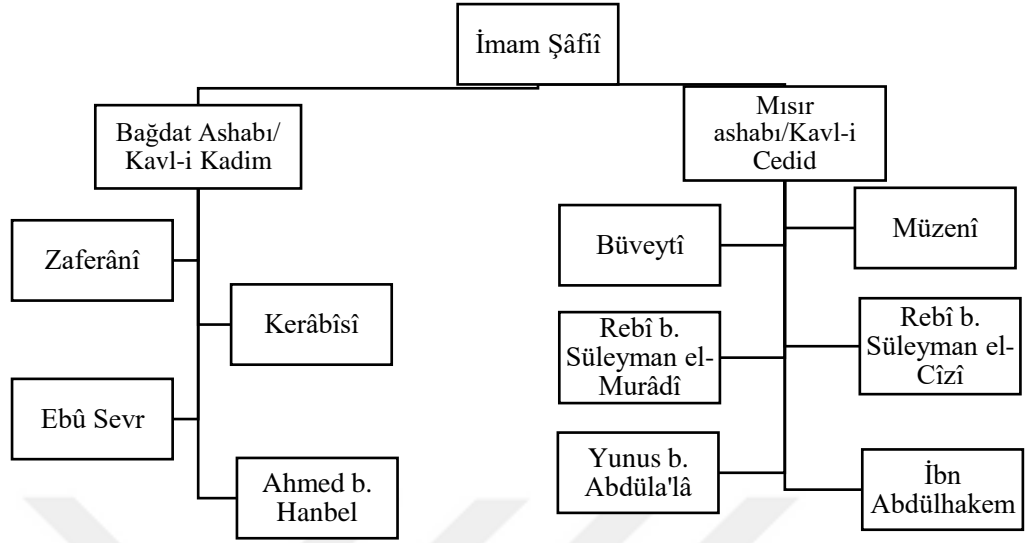 İmam Şâfiî
Bağdat Ashabı/
Kavl-i Kadim
Zaferânî
Kerâbîsî
Ebû Sevr
Ahmed b.
Hanbel
Mısır
ashabı/Kavl-i
Cedid
Büveytî
Müzenî
Rebî b.
Süleyman el-
Murâdî
Rebî b.
Süleyman el-
Cîzî
Yunus b.
Abdüla'lâ
İbn
Abdülhakem